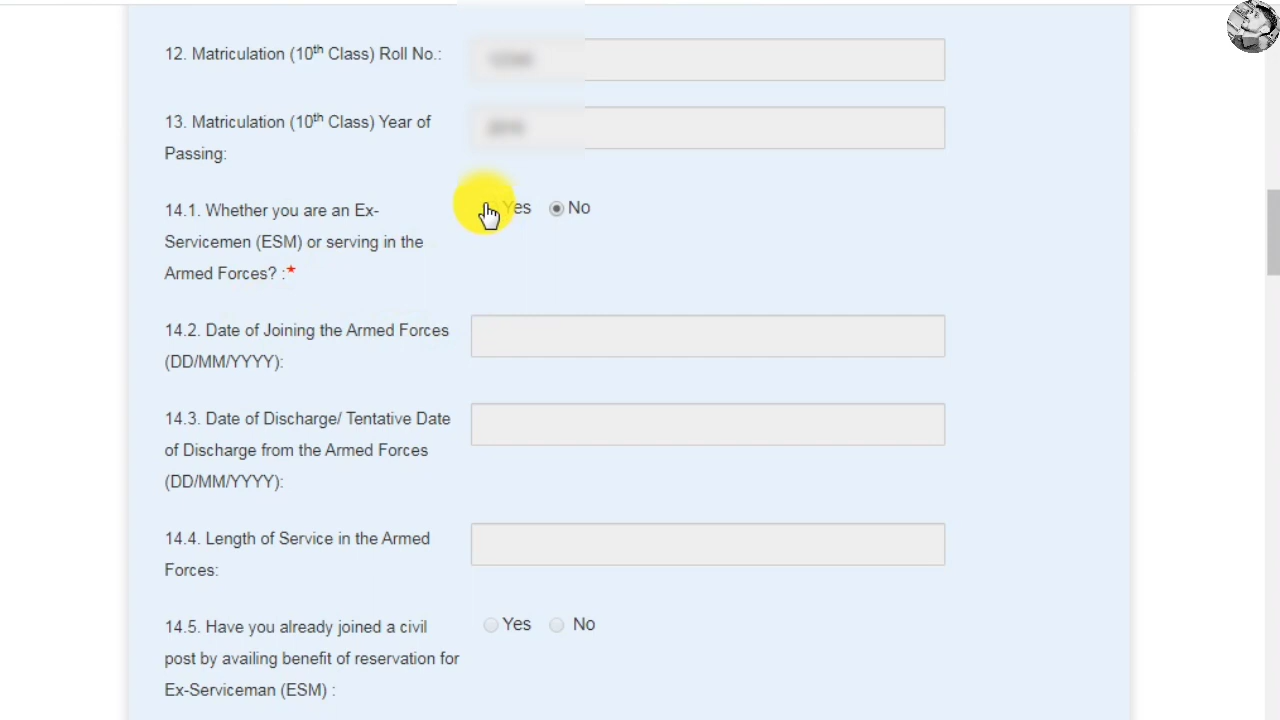 12. Matriculation (10th Class) Roll No.:
13. Matriculation (10th Class) Year of
Passing:
14.1. Whether you are an Ex-
Servicemen (ESM) or serving in the
Armed Forces? :*
Yes No
14.2. Date of Joining the Armed Forces
(DD/MM/YYYY):
14.3. Date of Discharge/ Tentative Date
of Discharge from the Armed Forces
(DD/MM/YYYY):
14.4. Length of Service in the Armed
Forces:
14.5. Have you already joined a civil
post by availing benefit of reservation for
Ex-Serviceman (ESM) :
Yes No